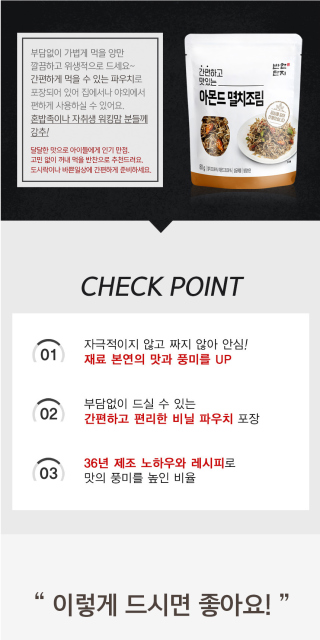 부담없이 가볍게 먹을 양만
깔끔하고 위생적으로 드세요~
간편하게 먹을 수 있는 파우치로
포장되어 있어 집에서나 야외에서
편하게 사용하실 수 있어요.
혼밥족이나 자취생 워킹맘 분들께
강추!
달달한 맛으로 아이들에게 인기 만점.
고민 없이 꺼내 먹을 반찬으로 추천드려요.
도시락이나 바쁜일상에 간편하게 준비하세요.
간편하고
맛있는
아몬드 멸치조림
반찬
단지
CHECK POINT
01
자극적이지 않고 짜지 않아 안심!
재료 본연의 맛과 풍미를 UP
02
부담없이 드실 수 있는
간편하고 편리한 비닐 파우치 포장
03
36년 제조 노하우와 레시피로
맛의 풍미를 높인 비율
“ 이렇게 드시면 좋아요! ”